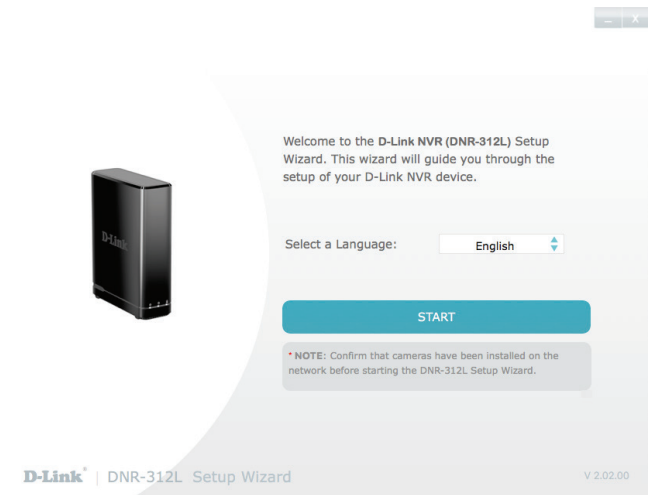 _ X
Welcome to the D-Link NVR (DNR-312L) Setup
Wizard. This wizard will guide you through the
setup of your D-Link NVR device.
D-Link
Select a Language: English
START
* NOTE: Confirm that cameras have been installed on the
network before starting the DNR-312L Setup Wizard.
D-Link | DNR-312L Setup Wizard V 2.02.00